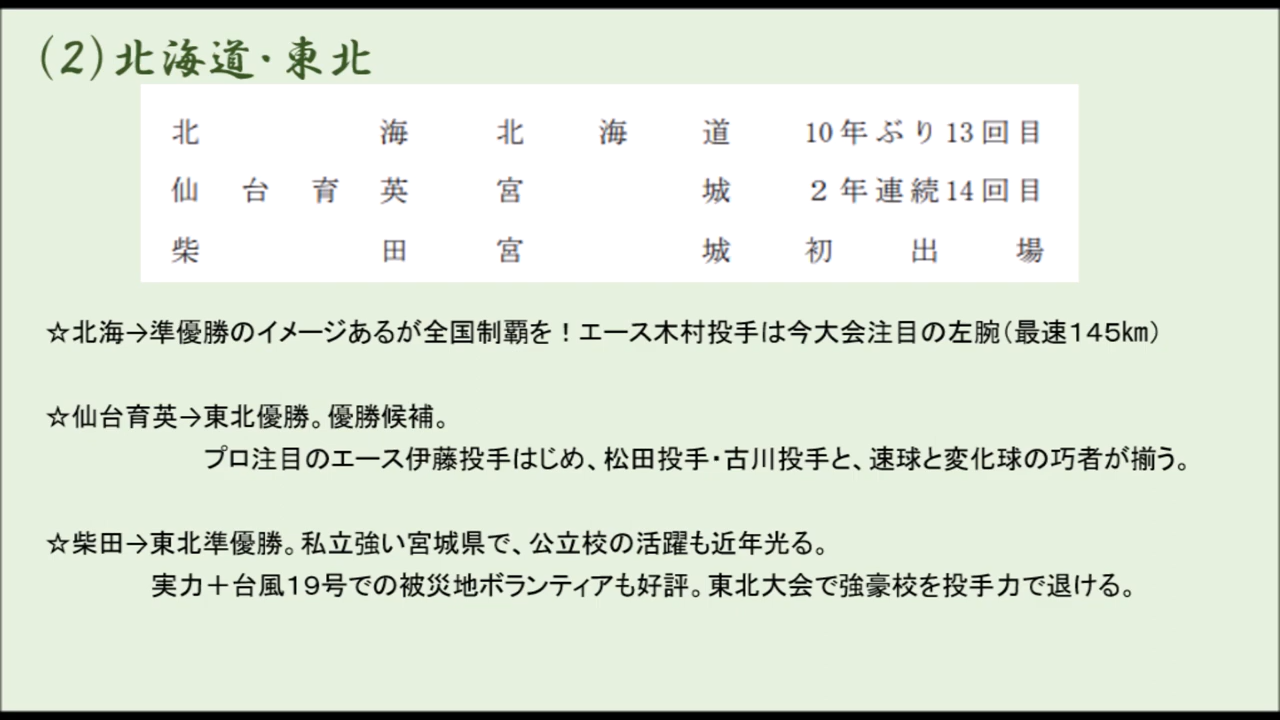 (2)北海道・東北
北海 北海道 10年ぶり13回目
仙台育英 宮城 2年連続14回目
柴田 宮城 初出場
☆北海→準優勝のイメージあるが全国制覇を！エース木村投手は今大会注目の左腕（最速１４５㎞）
☆仙台育英→東北優勝。優勝候補。
プロ注目のエース伊藤投手はじめ、松田投手・古川投手と、速球と変化球の巧者が揃う。
☆柴田→東北準優勝。私立強い宮城県で、公立校の活躍も近年光る。
実力＋台風１９号での被災地ボランティアも好評。東北大会で強豪校を投手力で退ける。